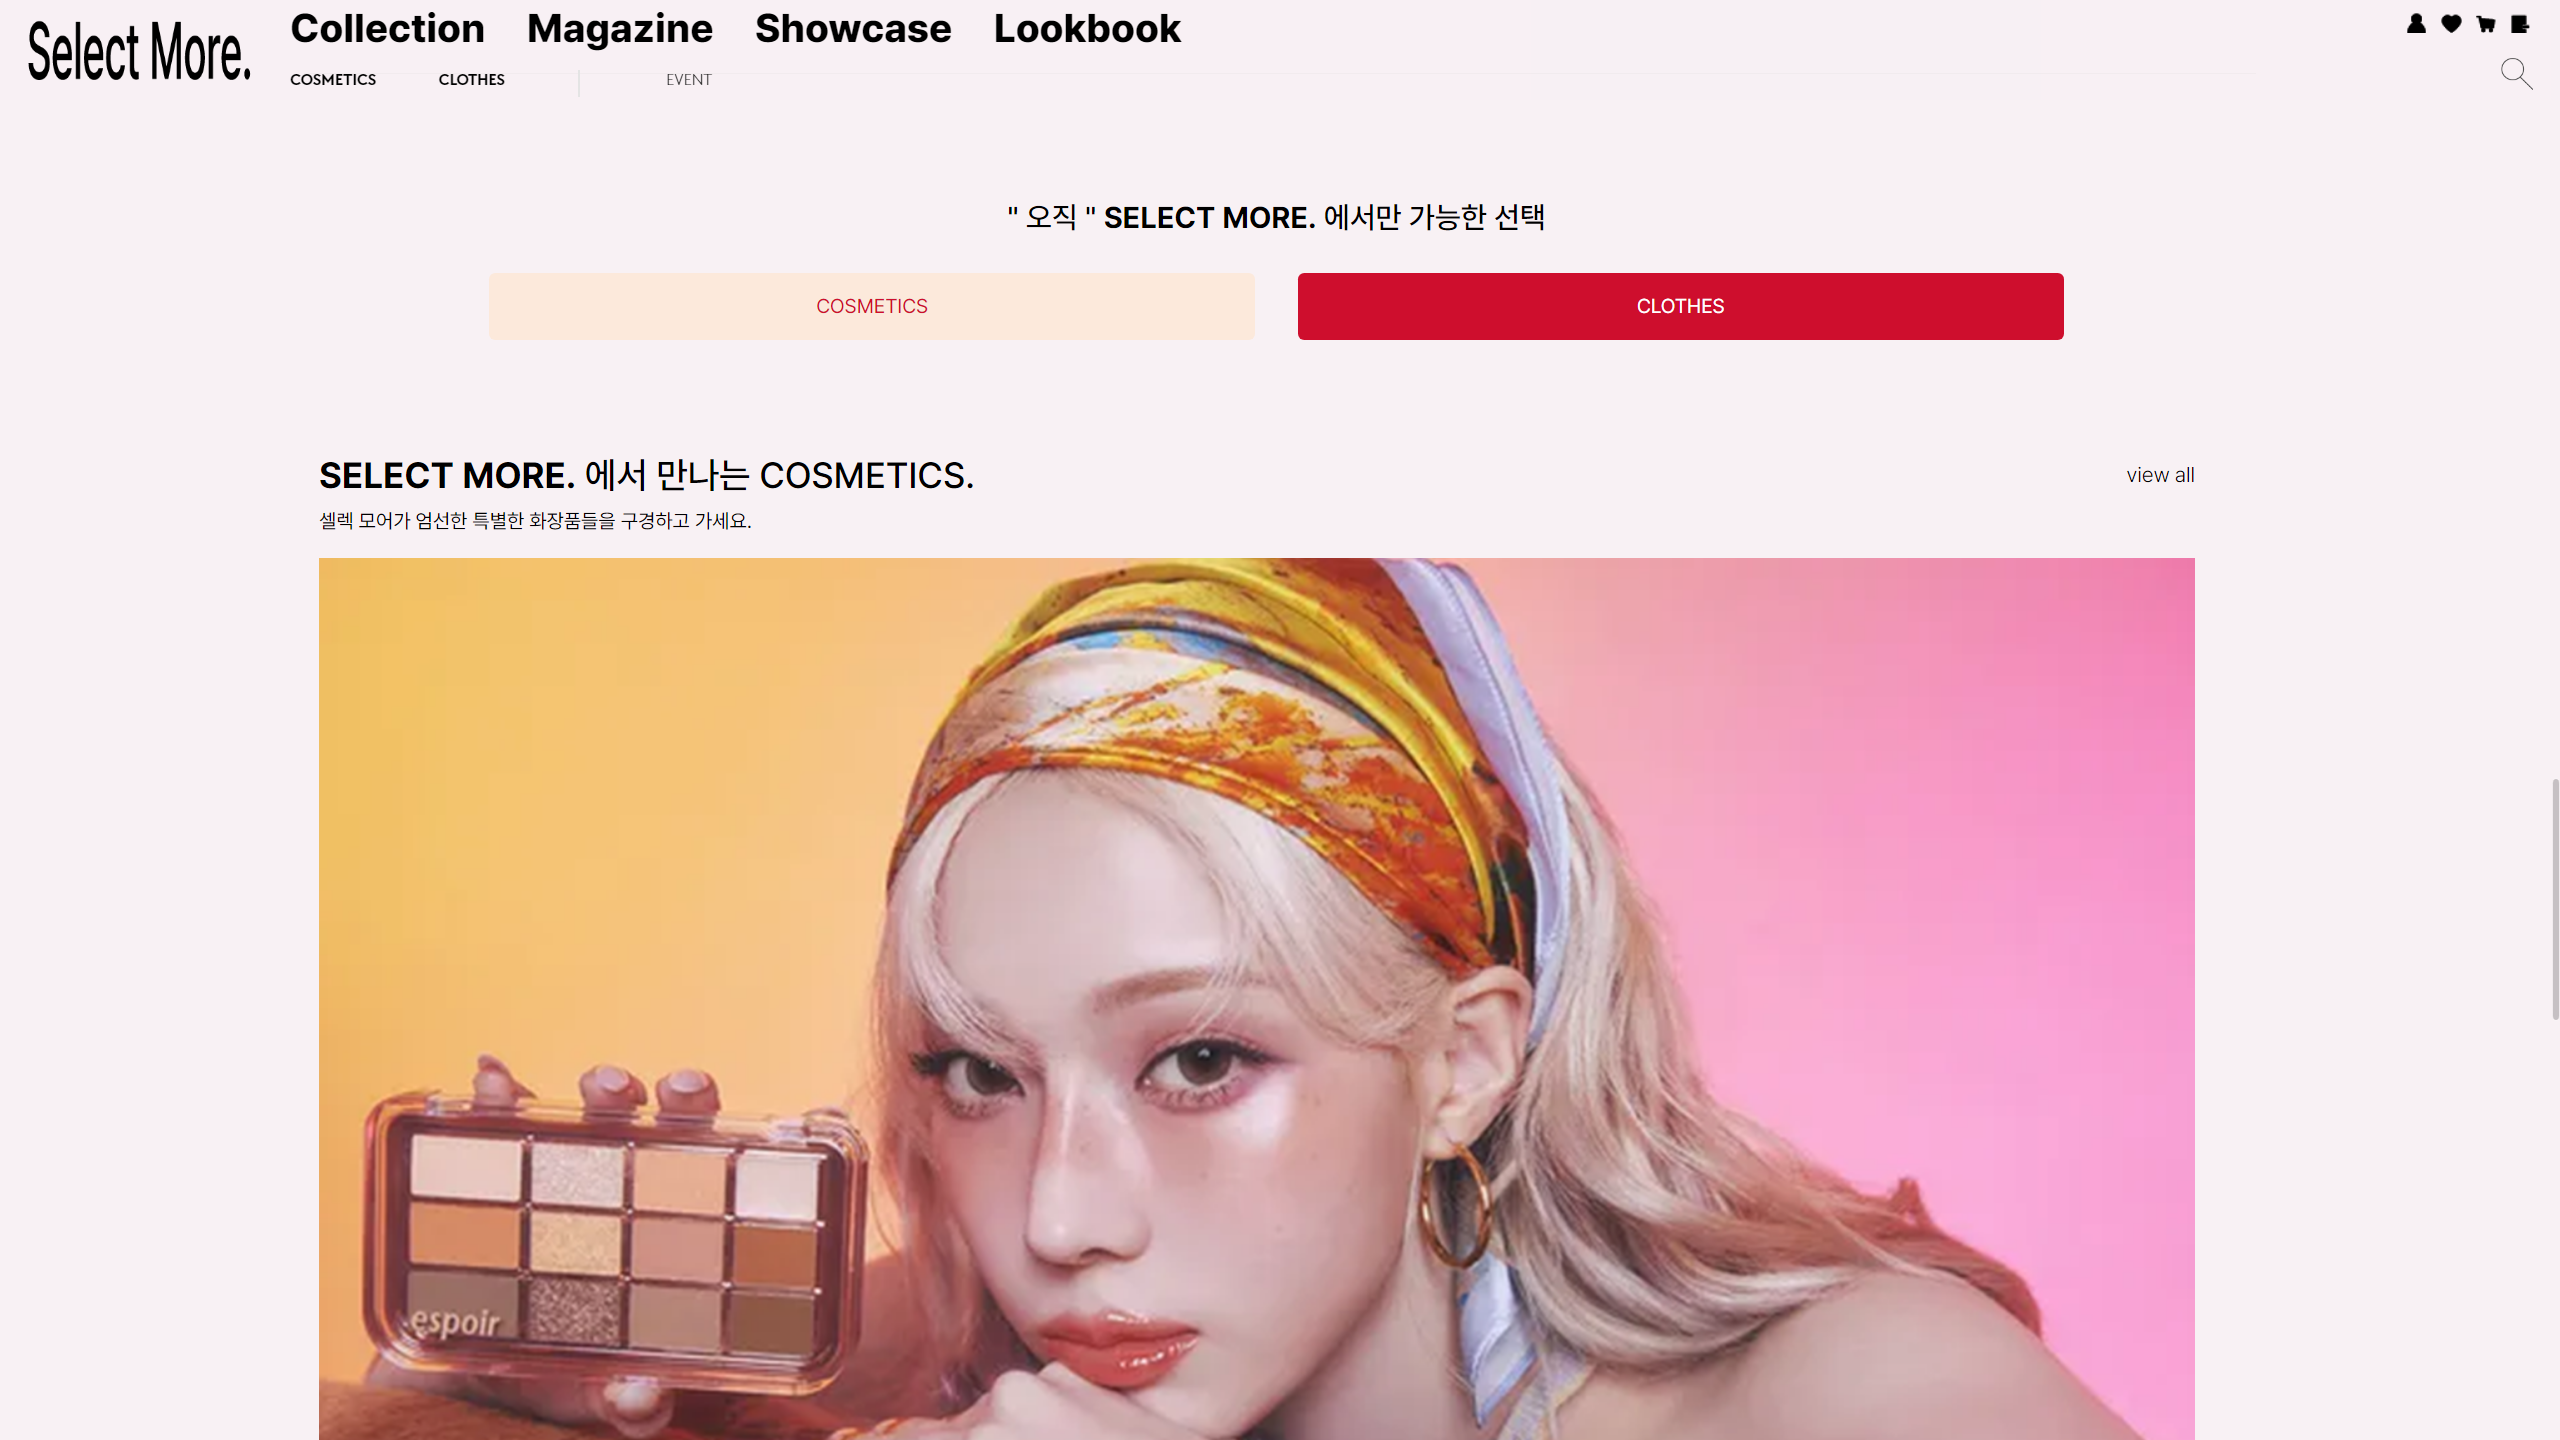 Select More.
Collection Magazine Showcase Lookbook
COSMETICS CLOTHES EVENT
" 오직 " SELECT MORE. 에서만 가능한 선택
COSMETICS CLOTHES
SELECT MORE. 에서 만나는 COSMETICS.
view all
셀렉 모어가 엄선한 특별한 화장품들을 구경하고 가세요.
espoir